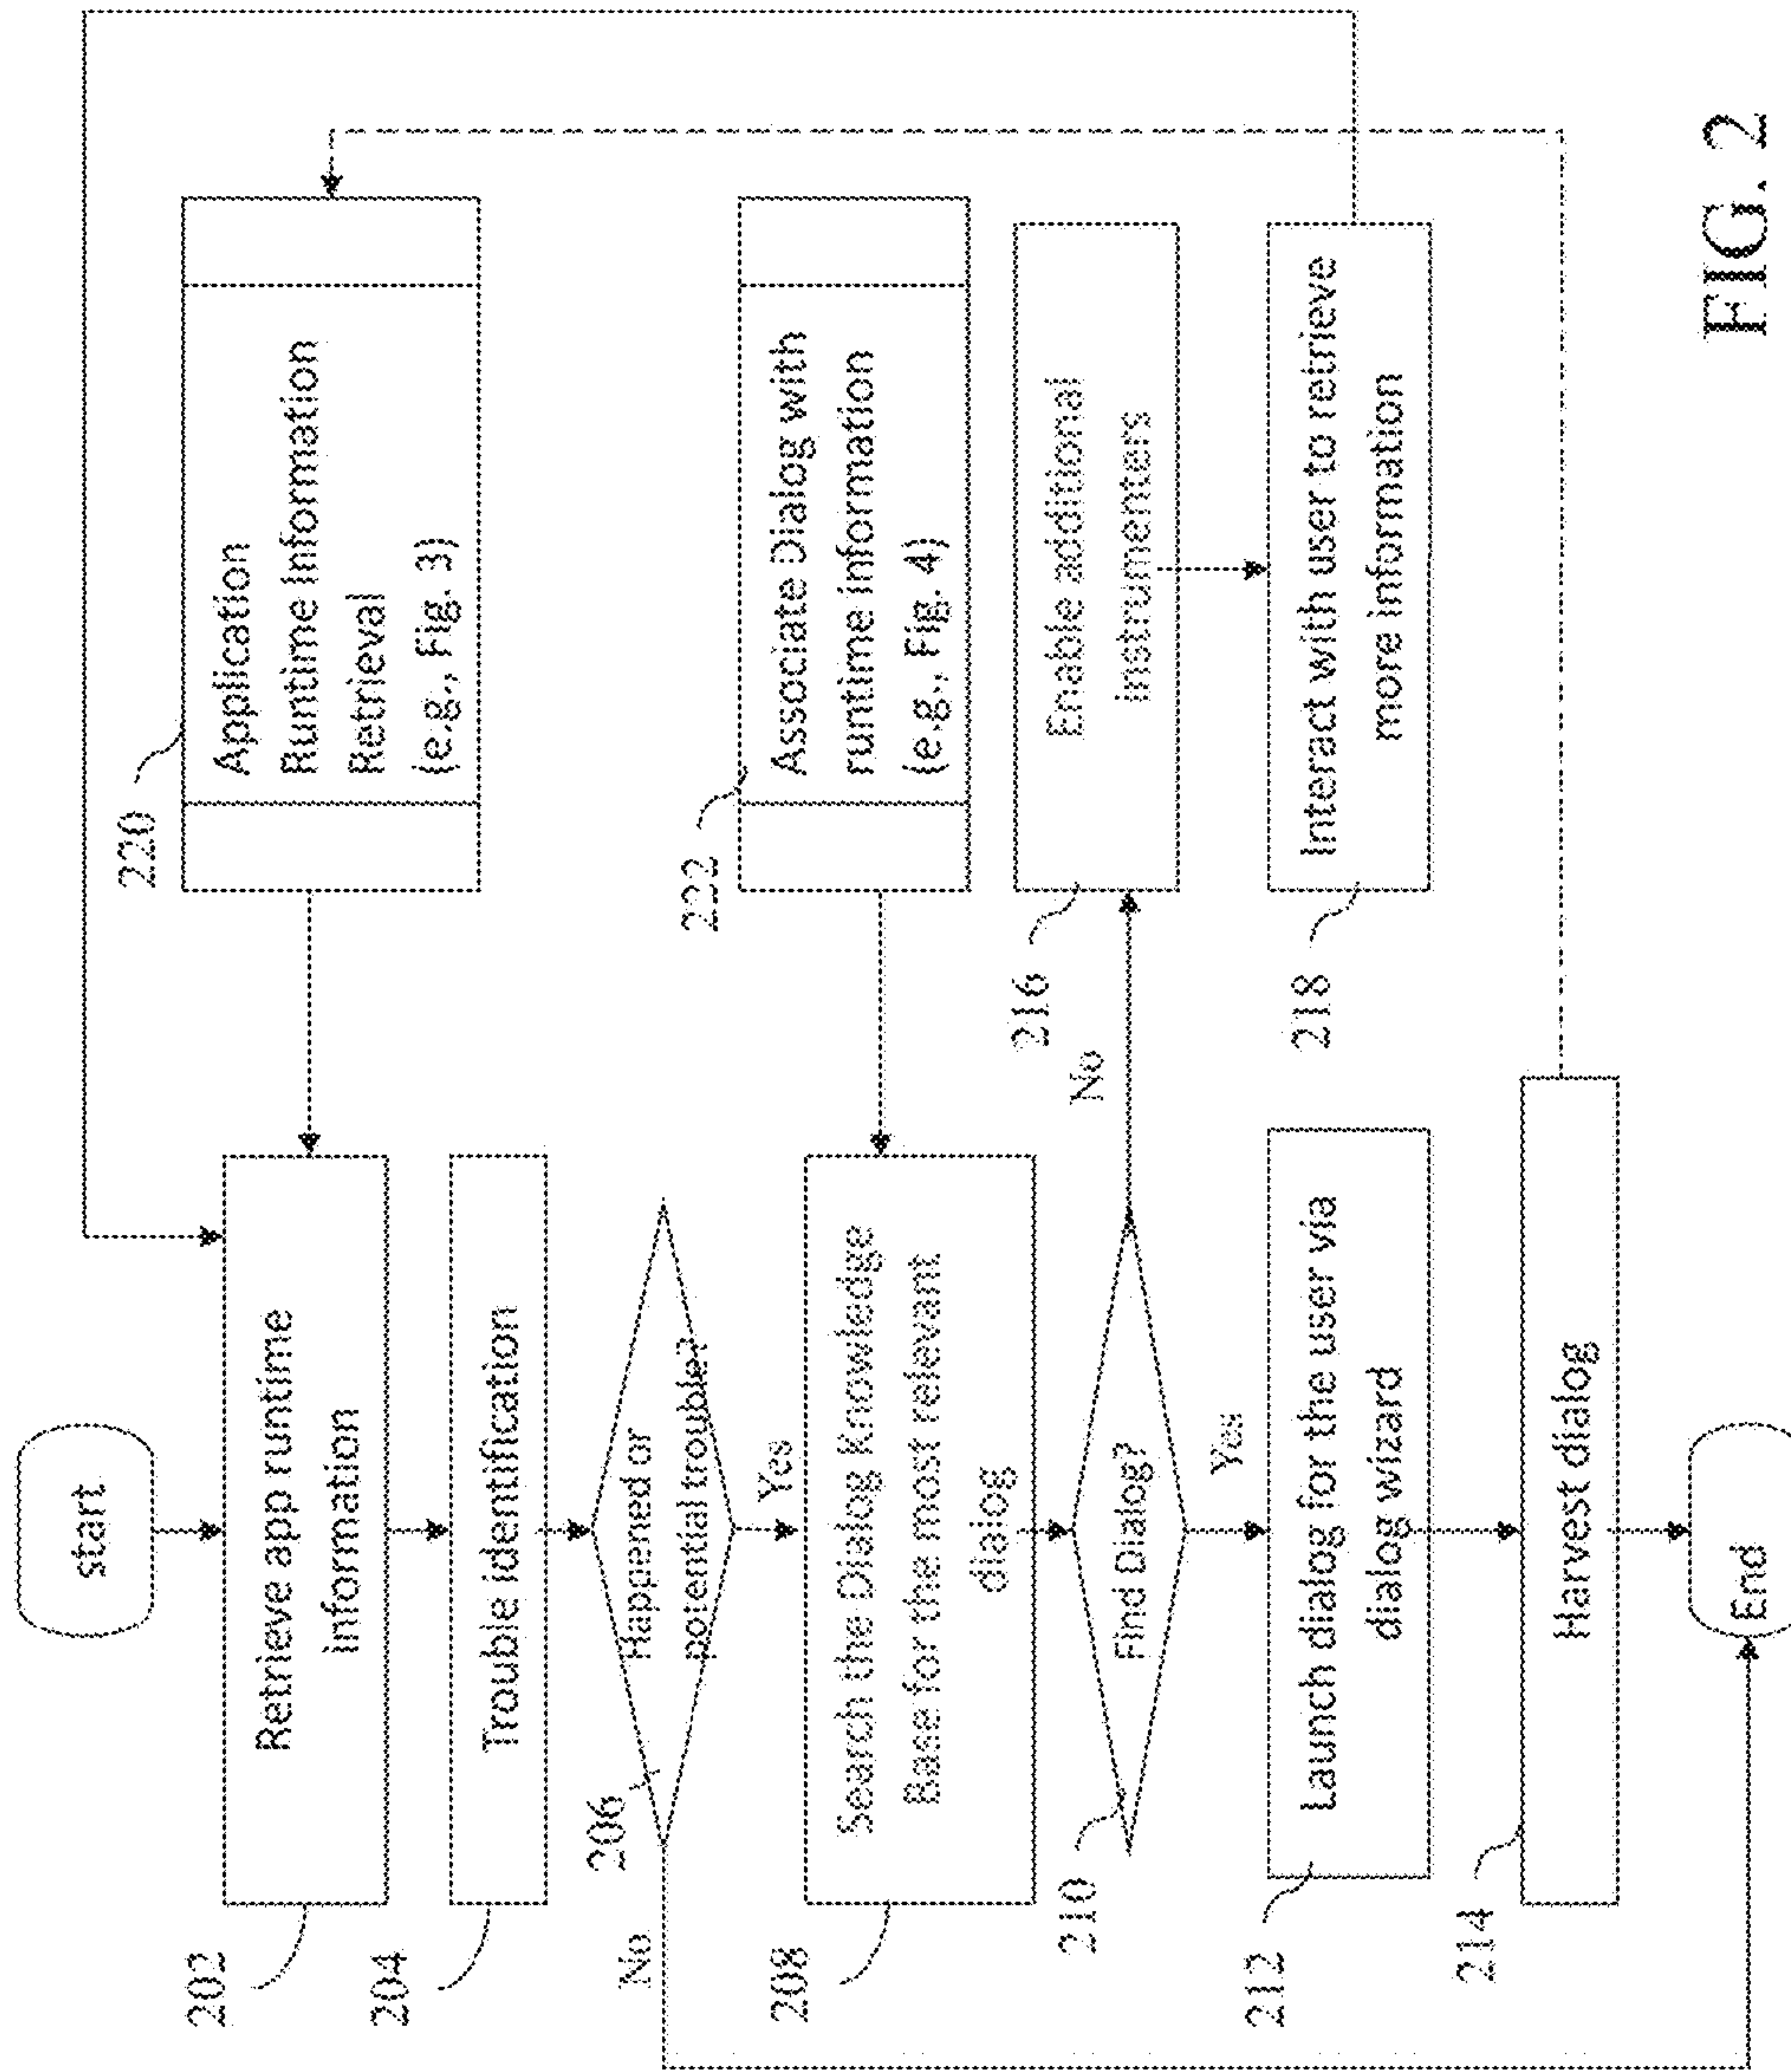 start
202
Retrieve app runtime
information
220
Application
Runtime Information
Retrieval
(e.g., Fig. 3)
204
Trouble identification
206
Happened or
potential trouble?
No
Yes
208
Search the Dialog Knowledge
Base for the most relevant
dialog
222
Associate Dialog with
runtime information
(e.g., Fig. 4)
210
Find Dialog?
No
Yes
216
Enable additional
instrumenters
212
Launch dialog for the user via
dialog wizard
218
Interact with user to retrieve
more information
214
Harvest dialog
End
FIG. 2